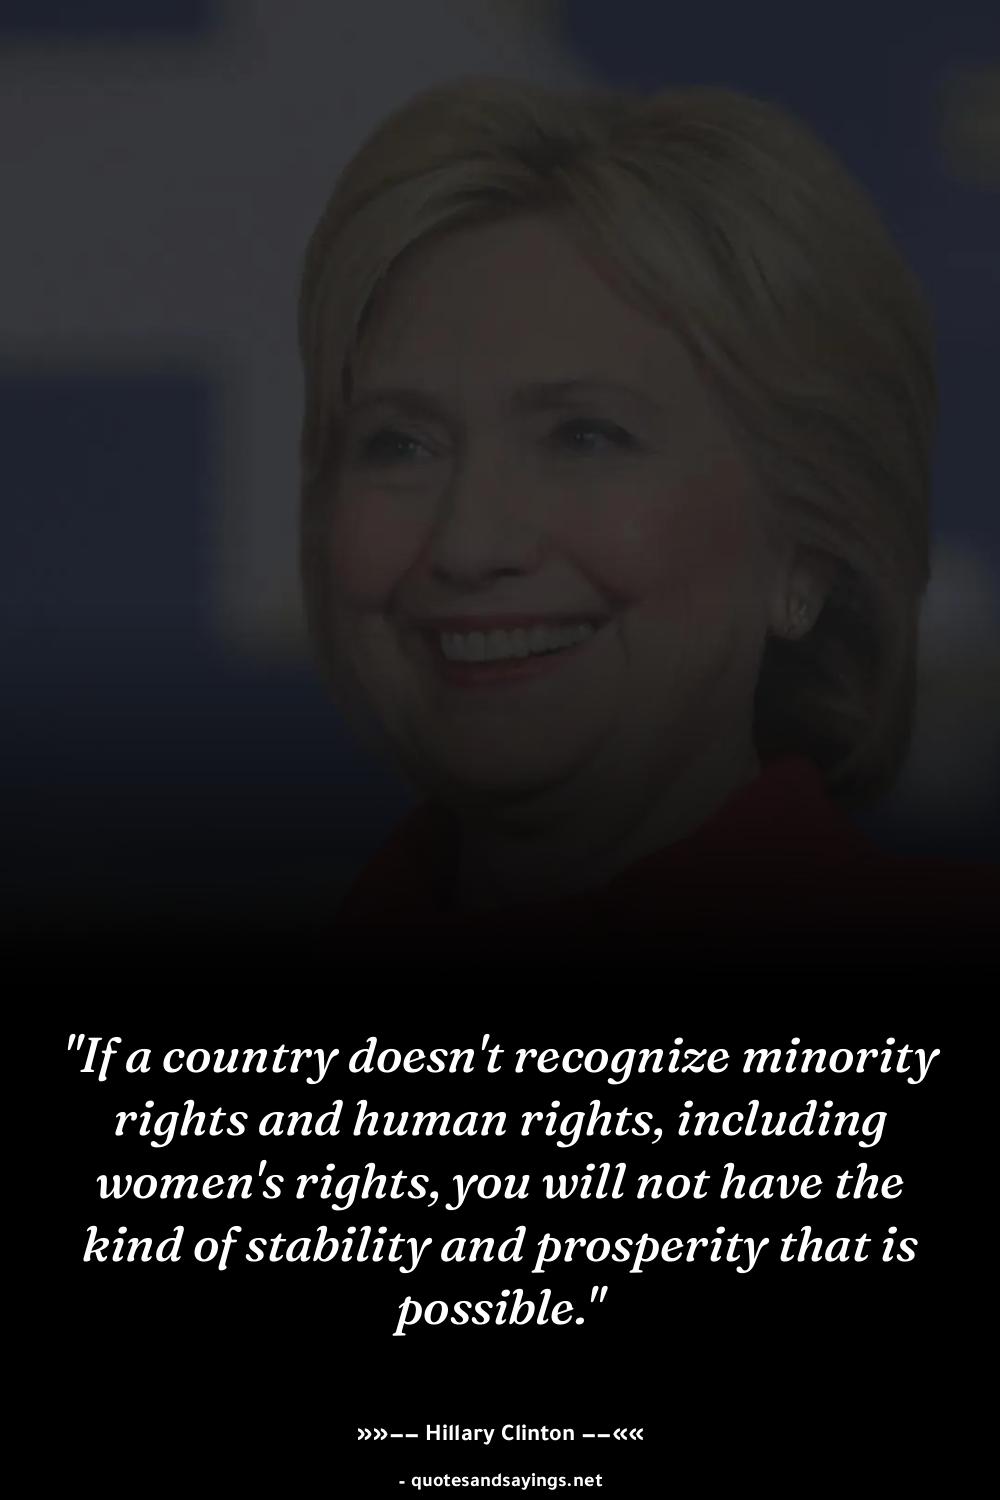 "If a country doesn't recognize minority
rights and human rights, including
women's rights, you will not have the
kind of stability and prosperity that is
possible."
»»−− Hillary Clinton −−««
- quotesandsayings.net